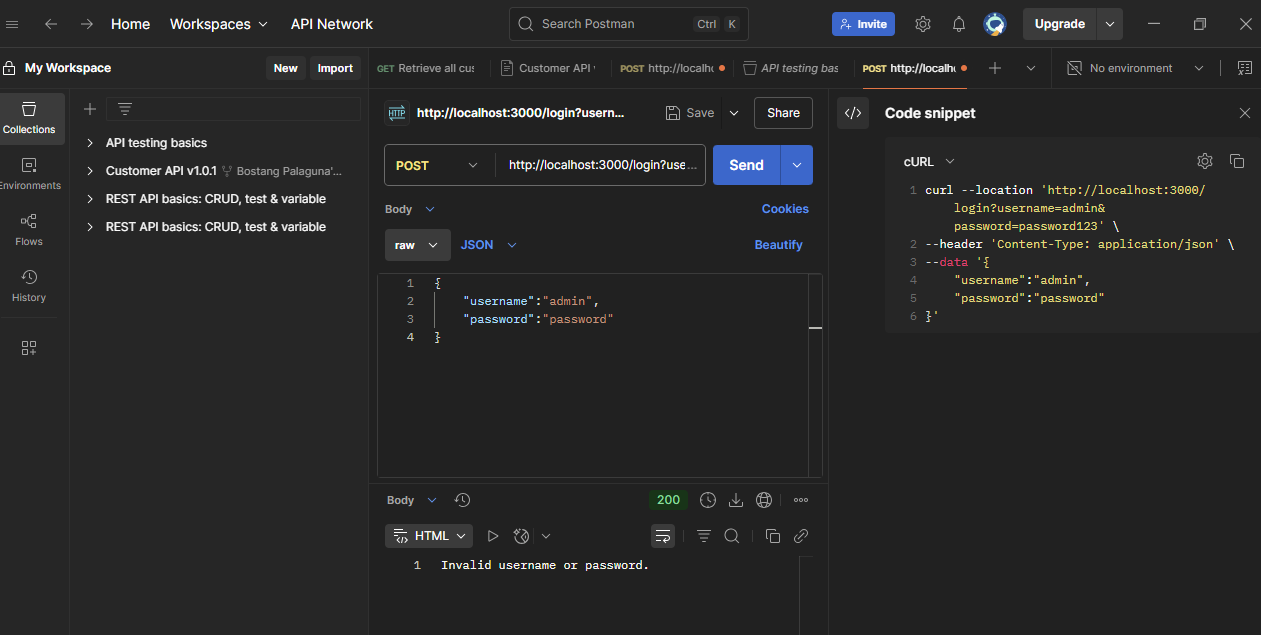 Home Workspaces API Network Search Postman Ctrl K Invite Upgrade
My Workspace New Import GET Retrieve all cus Customer API POST http://localh API testing bas POST http://localh No environment
Collections
Environments
Flows
History
API testing basics
Customer API v1.0.1 Bostang Palaguna'...
REST API basics: CRUD, test & variable
REST API basics: CRUD, test & variable
HTTP http://localhost:3000/login?usern... Save Share
POST http://localhost:3000/login?use... Send
Body Cookies
raw JSON Beautify
1 {
2 "username":"admin",
3 "password":"password"
4 }
Body 200
HTML
1 Invalid username or password.
</> Code snippet
cURL
1 curl --location 'http://localhost:3000/
login?username=admin&
password=password123' \
2 --header 'Content-Type: application/json' \
3 --data '{
4 "username":"admin",
5 "password":"password"
6 }'